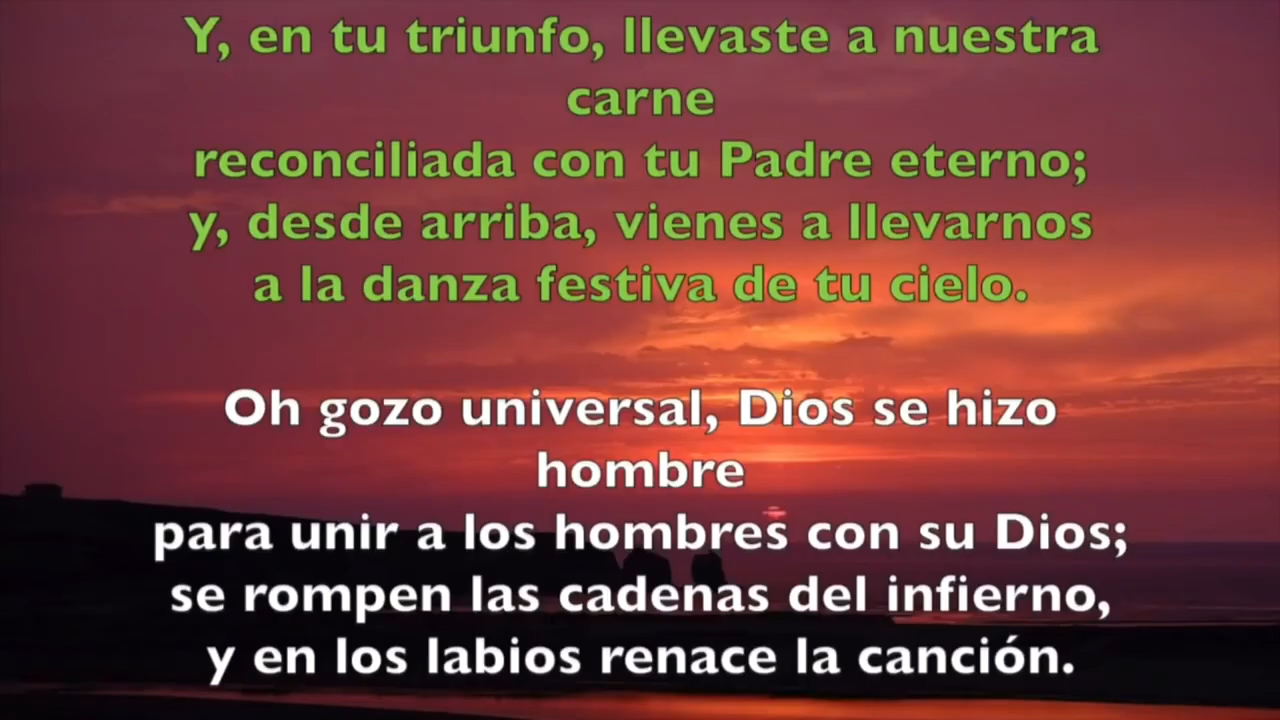 Y, en tu triunfo, llevaste a nuestra
carne
reconciliada con tu Padre eterno;
y, desde arriba, vienes a llevarnos
a la danza festiva de tu cielo.
Oh gozo universal, Dios se hizo
hombre
para unir a los hombres con su Dios;
se rompen las cadenas del infierno,
y en los labios renace la canción.